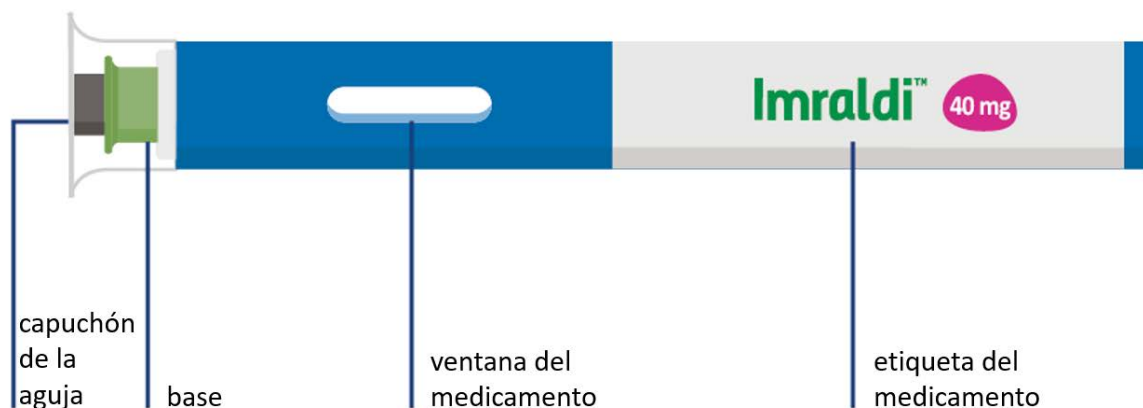 Imraldi™ 40 mg
capuchón
de la
aguja
base
ventana del
medicamento
etiqueta del
medicamento